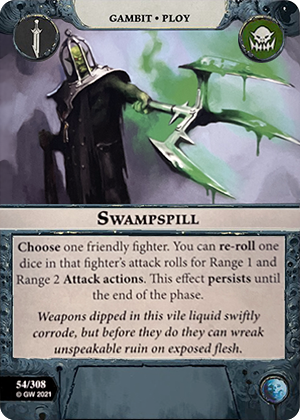 GAMBIT • PLOY
SWAMPSPILL
Choose one friendly fighter. You can re-roll one
dice in that fighter's attack rolls for Range 1 and
Range 2 Attack actions. This effect persists until
the end of the phase.
Weapons dipped in this vile liquid swiftly
corrode, but before they do they can wreak
unspeakable ruin on exposed flesh.
54/308
© GW 2021